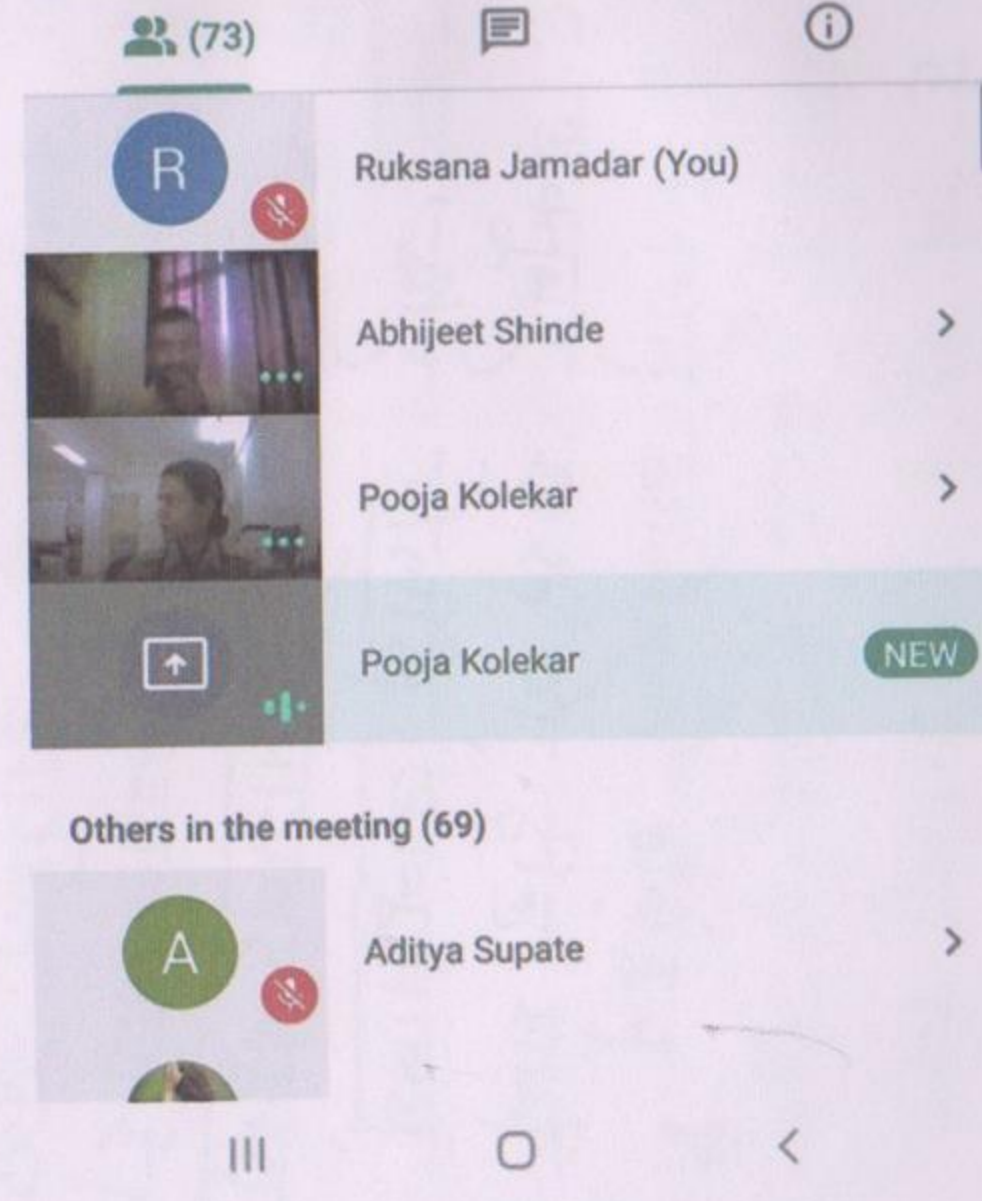 (73)
R
Ruksana Jamadar (You)
Abhijeet Shinde
Pooja Kolekar
Pooja Kolekar
NEW
Others in the meeting (69)
A
Aditya Supate